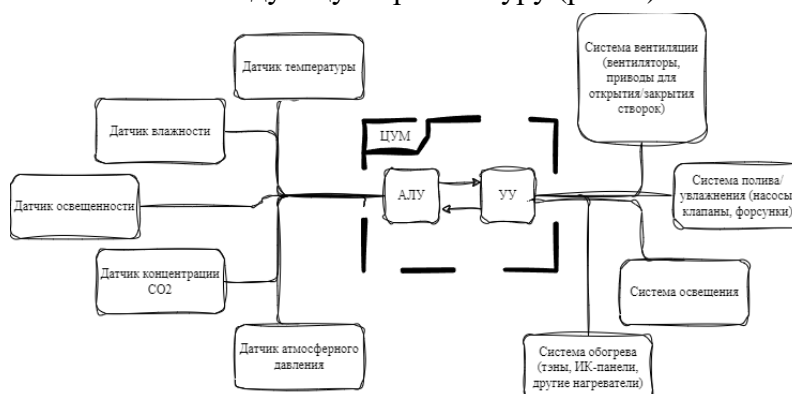 Датчик температуры
Датчик влажности
Датчик освещенности
Датчик концентрации
СО2
Датчик атмосферного
давления
ЦУМ
АЛУ
УУ
Система вентиляции
(вентиляторы,
приводы для
открытия/закрытия
створок)
Система полива/
увлажнения (насосы
клапаны, форсунки)
Система освещения
Система обогрева
(тэны, ИК-панели,
другие нагреватели)